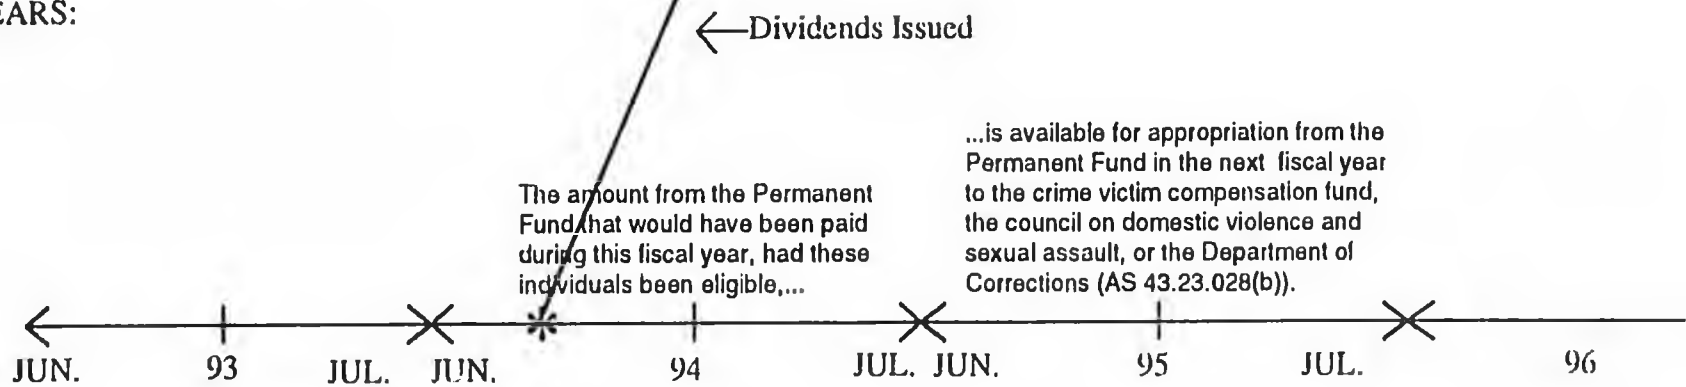 EARS:
Dividends Issued
...is available for appropriation from the
Permanent Fund in the next fiscal year
to the crime victim compensation fund,
the council on domestic violence and
sexual assault, or the Department of
Corrections (AS 43.23.028(b)).
The amount from the Permanent
Fund that would have been paid
during this fiscal year, had these
individuals been eligible,...
JUN. 93 JUL. JUN. 94 JUL. JUN. 95 JUL. 96